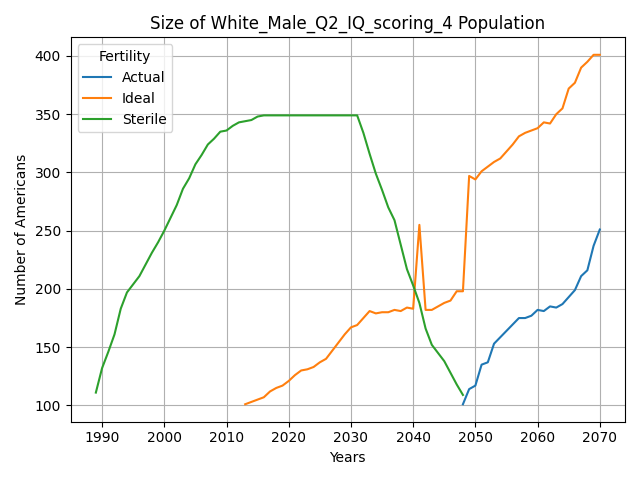 Size of White_Male_Q2_IQ_scoring_4 Population
Fertility
Actual
Ideal
Sterile
Number of Americans
400
350
300
250
200
150
100
1990
2000
2010
2020
2030
2040
2050
2060
2070
Years